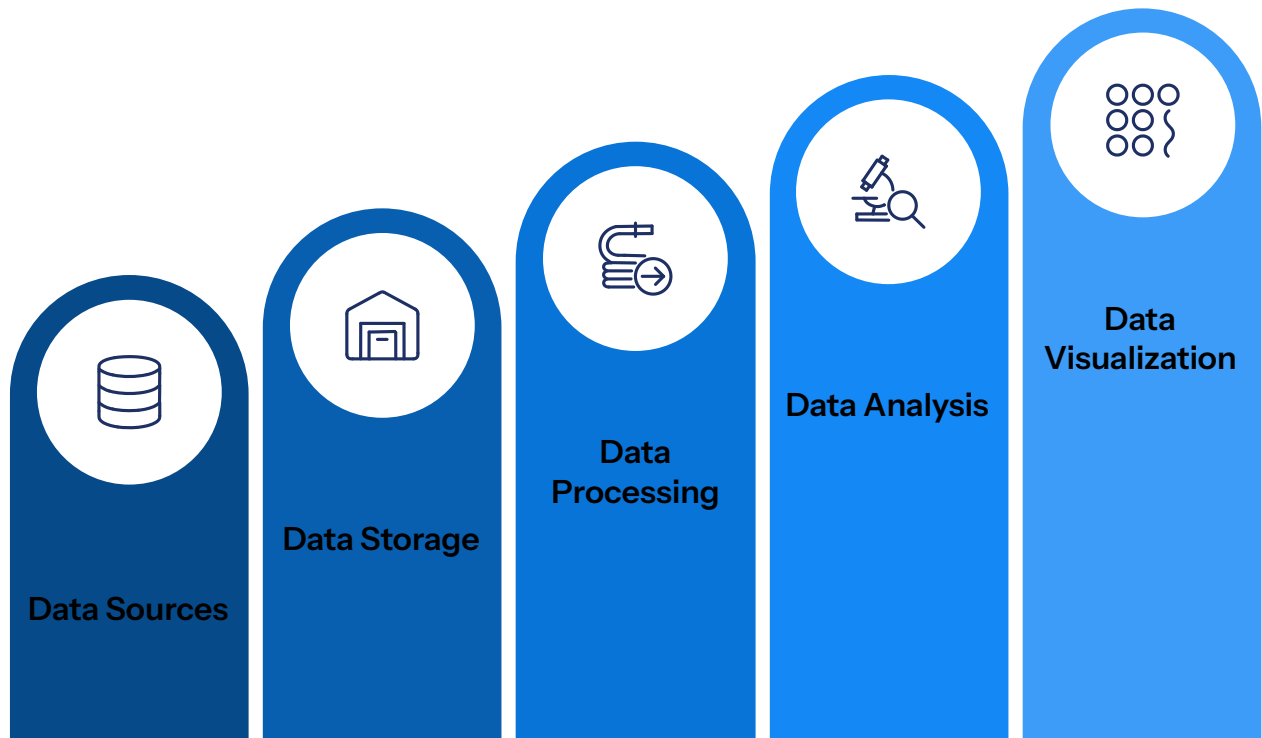 Data Sources
Data Storage
Data
Processing
Data Analysis
Data
Visualization